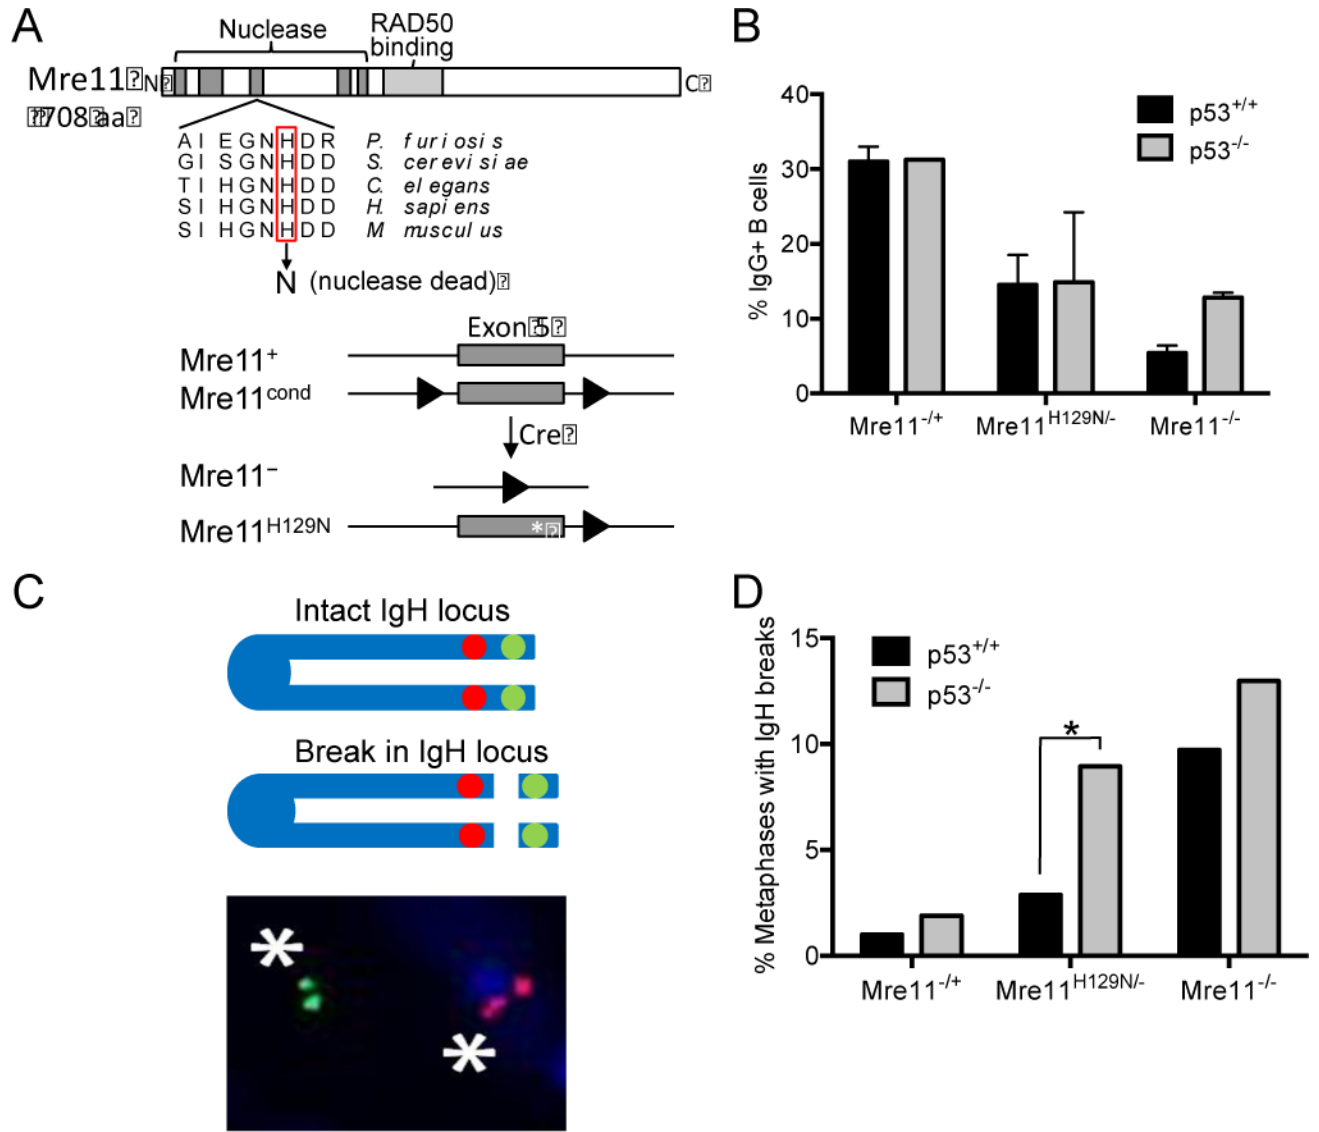 A
Nuclease
RAD50
binding
Mre11 N C
708 aa
A I E G N H D R P. furiosis
G I S G N H D D S. cerevisiae
T I H G N H D D C. elegans
S I H G N H D D H. sapiens
S I H G N H D D M musculus
N (nuclease dead)
Exon 5
Mre11+
Mre11cond
Cre
Mre11−
Mre11H129N
*
B
% IgG+ B cells
40
30
20
10
0
p53+/+
p53-/-
Mre11-/+ Mre11H129N/- Mre11-/-
C
Intact IgH locus
Break in IgH locus
*
*
D
% Metaphases with IgH breaks
15
10
5
0
p53+/+
p53-/-
*
Mre11-/+ Mre11H129N/- Mre11-/-